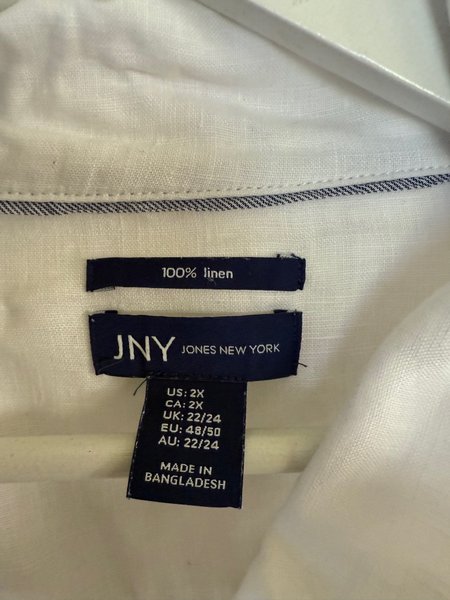 100% linen
JNY JONES NEW YORK
US: 2X
CA: 2X
UK: 22/24
EU: 48/50
AU: 22/24
MADE IN
BANGLADESH